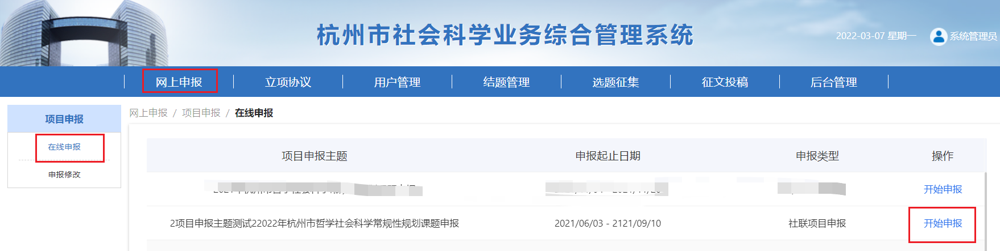 杭州市社会科学业务综合管理系统
2022-03-07 星期一 系统管理员
网上申报 立项协议 用户管理 结题管理 选题征集 征文投稿 后台管理
项目申报
在线申报
申报修改
网上申报 / 项目申报 / 在线申报
项目申报主题 申报起止日期 申报类型 操作
开始申报
2项目申报主题测试22022年杭州市哲学社会科学常规性规划课题申报 2021/06/03 - 2121/09/10 社联项目申报 开始申报